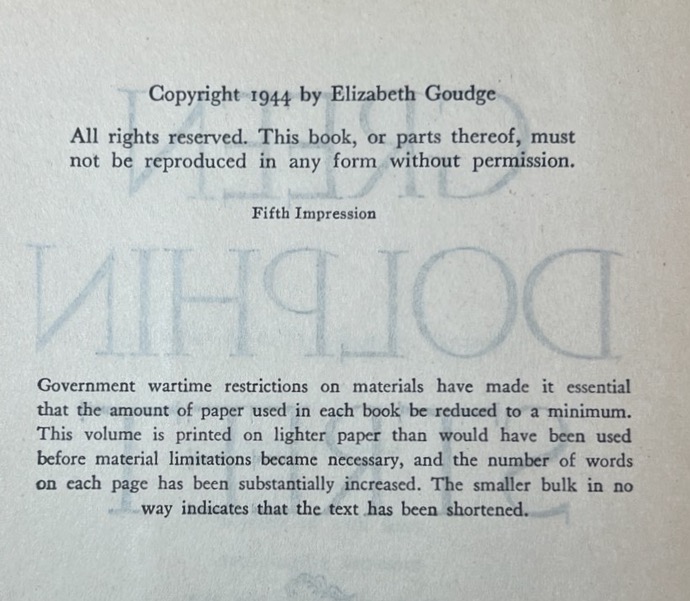 Copyright 1944 by Elizabeth Goudge
All rights reserved. This book, or parts thereof, must
not be reproduced in any form without permission.
Fifth Impression
GREEN
DOLPHIN
STREET
Government wartime restrictions on materials have made it essential
that the amount of paper used in each book be reduced to a minimum.
This volume is printed on lighter paper than would have been used
before material limitations became necessary, and the number of words
on each page has been substantially increased. The smaller bulk in no
way indicates that the text has been shortened.